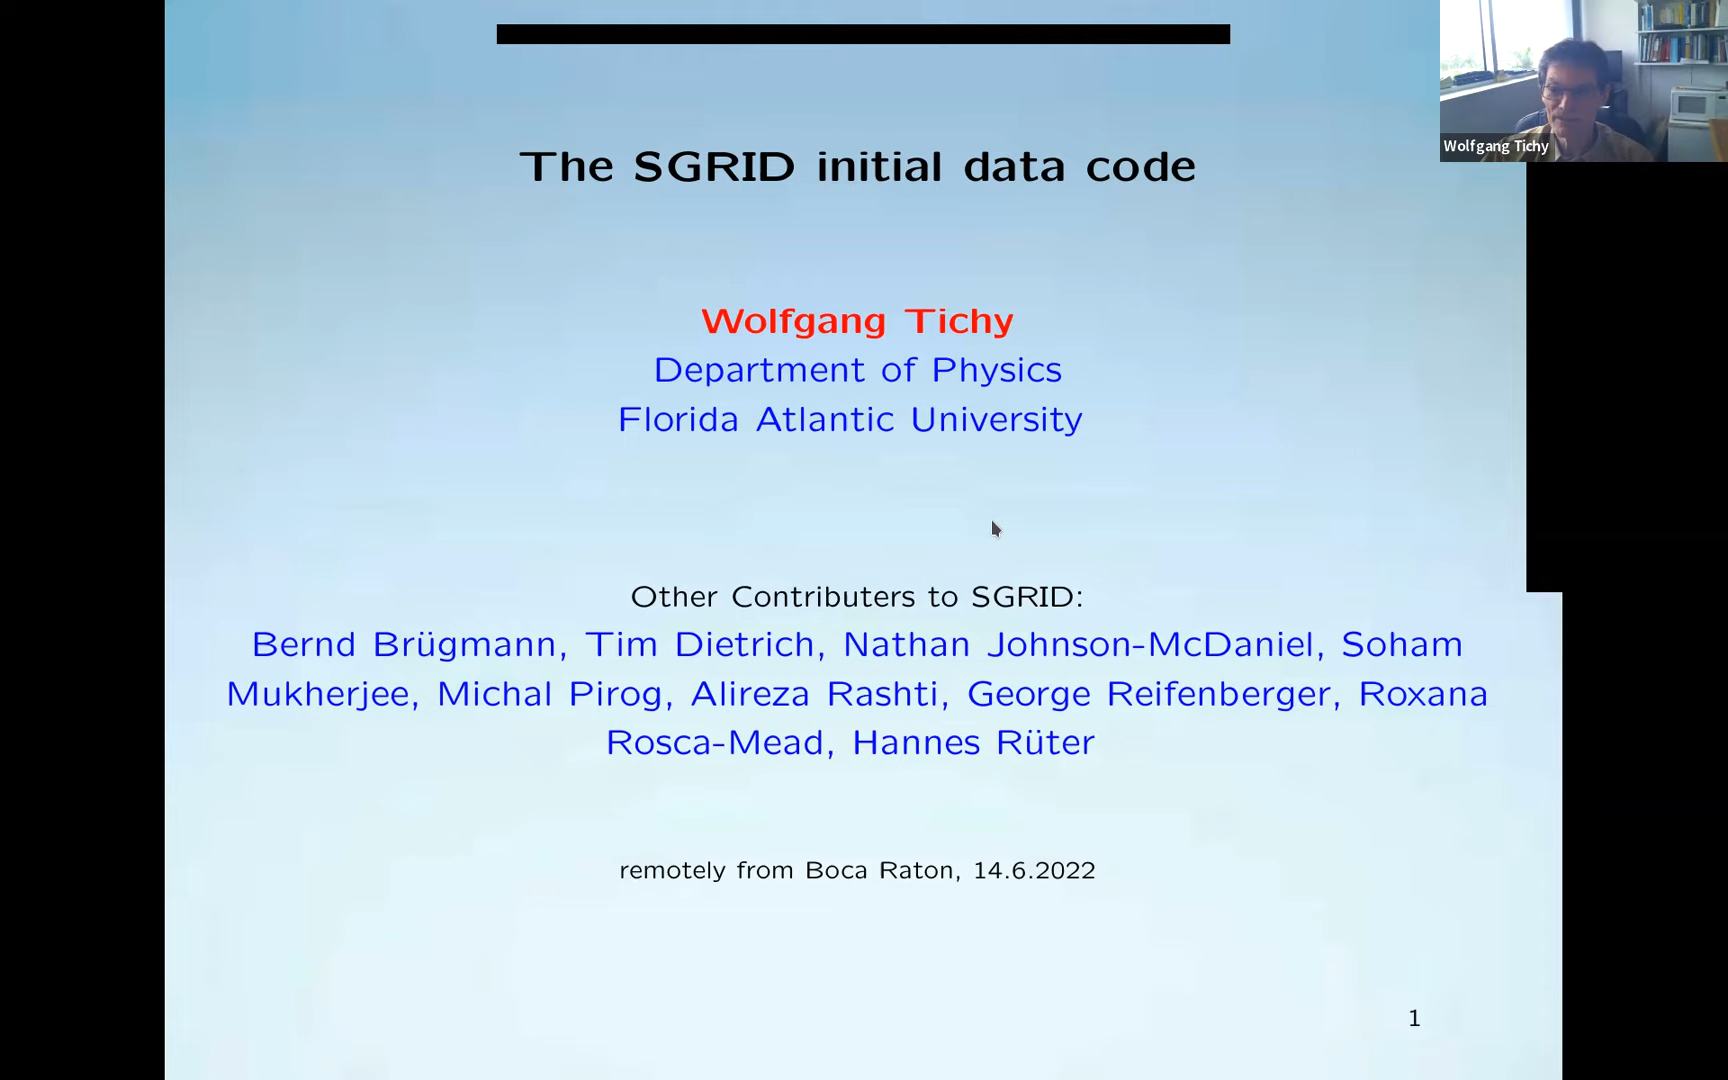 The SGRID initial data code
Wolfgang Tichy
Wolfgang Tichy
Department of Physics
Florida Atlantic University
Other Contributers to SGRID:
Bernd Brügmann, Tim Dietrich, Nathan Johnson-McDaniel, Soham
Mukherjee, Michal Pirog, Alireza Rashti, George Reifenberger, Roxana
Rosca-Mead, Hannes Rüter
remotely from Boca Raton, 14.6.2022
1